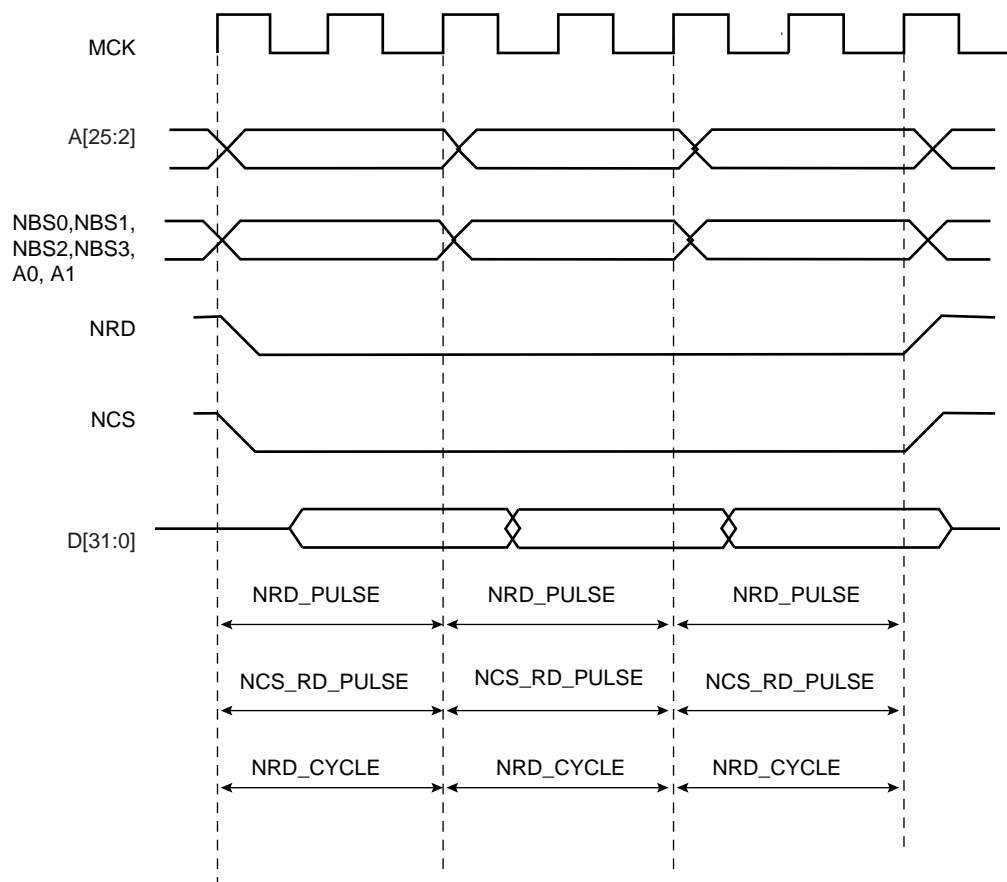 MCK
A[25:2]
NBS0,NBS1,
NBS2,NBS3,
A0, A1
NRD
NCS
D[31:0]
NRD_PULSE NRD_PULSE NRD_PULSE
NCS_RD_PULSE NCS_RD_PULSE NCS_RD_PULSE
NRD_CYCLE NRD_CYCLE NRD_CYCLE